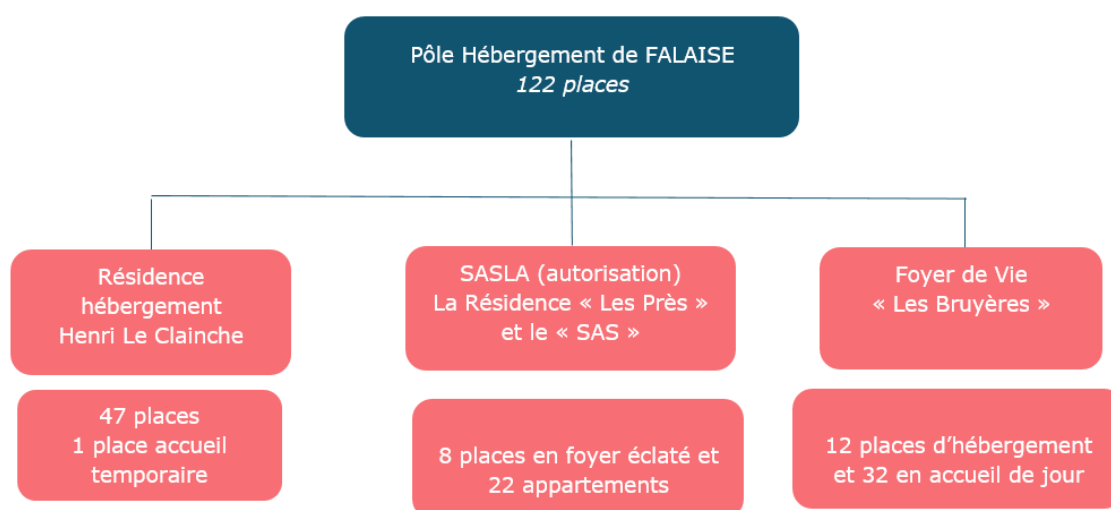 Pôle Hébergement de FALAISE
122 places
Résidence
hébergement
Henri Le Clainche
SASLA (autorisation)
La Résidence « Les Près »
et le « SAS »
Foyer de Vie
« Les Bruyères »
47 places
1 place accueil
temporaire
8 places en foyer éclaté et
22 appartements
12 places d’hébergement
et 32 en accueil de jour